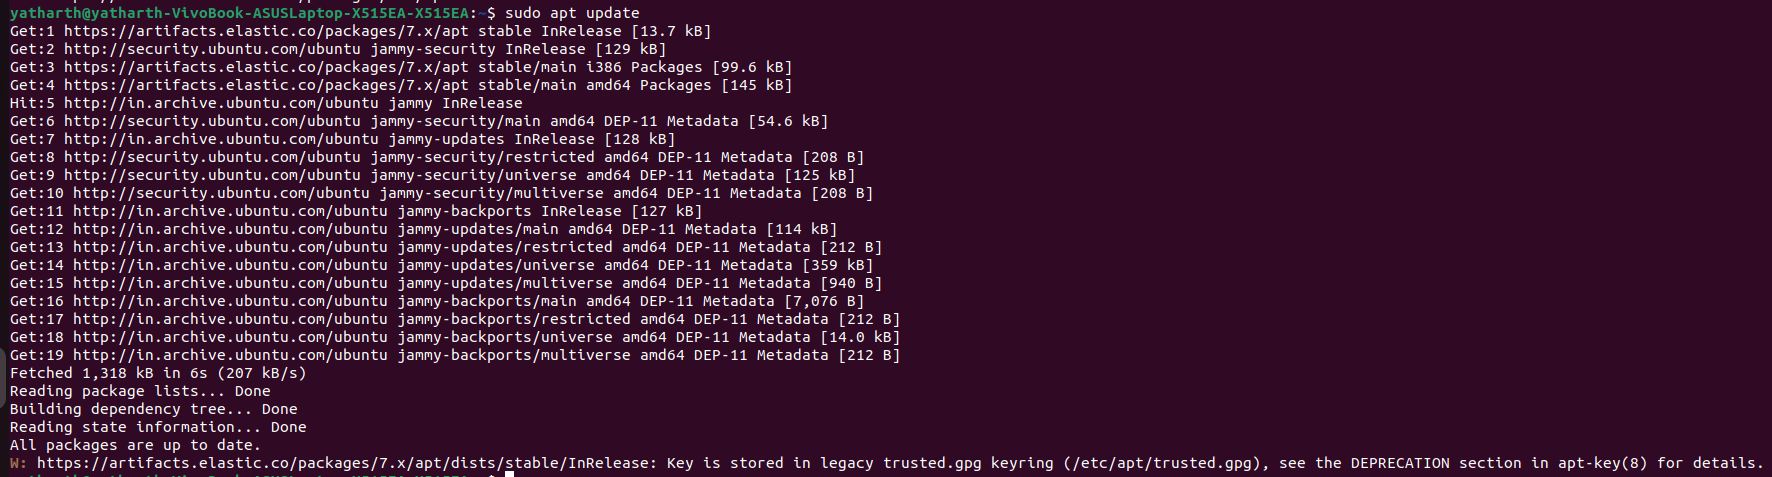 yatharth@yatharth-VivoBook-ASUSLaptop-X515EA-X515EA:~$ sudo apt update
Get:1 https://artifacts.elastic.co/packages/7.x/apt stable InRelease [13.7 kB]
Get:2 http://security.ubuntu.com/ubuntu jammy-security InRelease [129 kB]
Get:3 https://artifacts.elastic.co/packages/7.x/apt stable/main i386 Packages [99.6 kB]
Get:4 https://artifacts.elastic.co/packages/7.x/apt stable/main amd64 Packages [145 kB]
Hit:5 http://in.archive.ubuntu.com/ubuntu jammy InRelease
Get:6 http://security.ubuntu.com/ubuntu jammy-security/main amd64 DEP-11 Metadata [54.6 kB]
Get:7 http://in.archive.ubuntu.com/ubuntu jammy-updates InRelease [128 kB]
Get:8 http://security.ubuntu.com/ubuntu jammy-security/restricted amd64 DEP-11 Metadata [208 B]
Get:9 http://security.ubuntu.com/ubuntu jammy-security/universe amd64 DEP-11 Metadata [125 kB]
Get:10 http://security.ubuntu.com/ubuntu jammy-security/multiverse amd64 DEP-11 Metadata [208 B]
Get:11 http://in.archive.ubuntu.com/ubuntu jammy-backports InRelease [127 kB]
Get:12 http://in.archive.ubuntu.com/ubuntu jammy-updates/main amd64 DEP-11 Metadata [114 kB]
Get:13 http://in.archive.ubuntu.com/ubuntu jammy-updates/restricted amd64 DEP-11 Metadata [212 B]
Get:14 http://in.archive.ubuntu.com/ubuntu jammy-updates/universe amd64 DEP-11 Metadata [359 kB]
Get:15 http://in.archive.ubuntu.com/ubuntu jammy-updates/multiverse amd64 DEP-11 Metadata [940 B]
Get:16 http://in.archive.ubuntu.com/ubuntu jammy-backports/main amd64 DEP-11 Metadata [7,076 B]
Get:17 http://in.archive.ubuntu.com/ubuntu jammy-backports/restricted amd64 DEP-11 Metadata [212 B]
Get:18 http://in.archive.ubuntu.com/ubuntu jammy-backports/universe amd64 DEP-11 Metadata [14.0 kB]
Get:19 http://in.archive.ubuntu.com/ubuntu jammy-backports/multiverse amd64 DEP-11 Metadata [212 B]
Fetched 1,318 kB in 6s (207 kB/s)
Reading package lists... Done
Building dependency tree... Done
Reading state information... Done
All packages are up to date.
W: https://artifacts.elastic.co/packages/7.x/apt/dists/stable/InRelease: Key is stored in legacy trusted.gpg keyring (/etc/apt/trusted.gpg), see the DEPRECATION section in apt-key(8) for details.